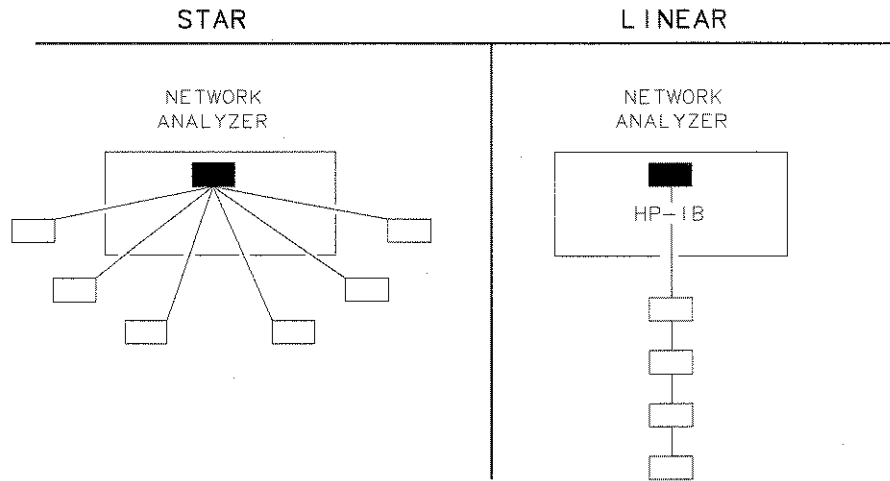 STAR
LINEAR
NETWORK
ANALYZER
NETWORK
ANALYZER
HP-IB